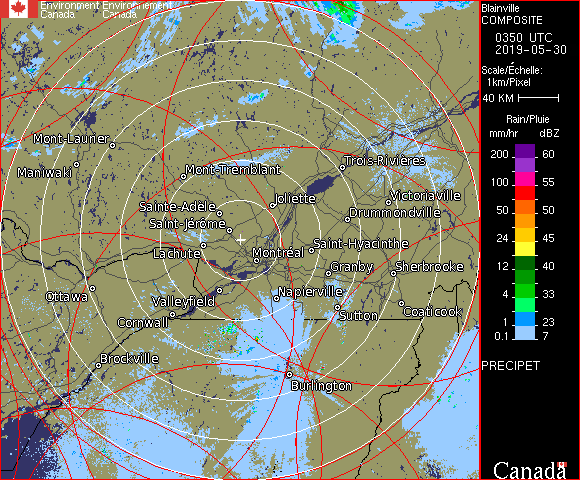 Environment Environnement
Canada Canada
Blainville
COMPOSITE
0350 UTC
2019-05-30
Scale/Échelle:
1km/Pixel
40 KM
Rain/Pluie
mm/hr dBZ
200 60
55
100 55
50 50
24 45
12 40
4 33
1 23
0.1 7
PRECIPET
Canada
Mont-Laurier
Maniwaki
Mont-Tremblant
Trois-Rivières
Sainte-Adèle
Joliette
Victoriaville
Drummondville
Saint-Jérôme
Lachute
Montréal
Saint-Hyacinthe
Granby
Sherbrooke
Ottawa
Valleyfield
Napierville
Cornwall
Sutton
Coaticook
Brockville
Burlington